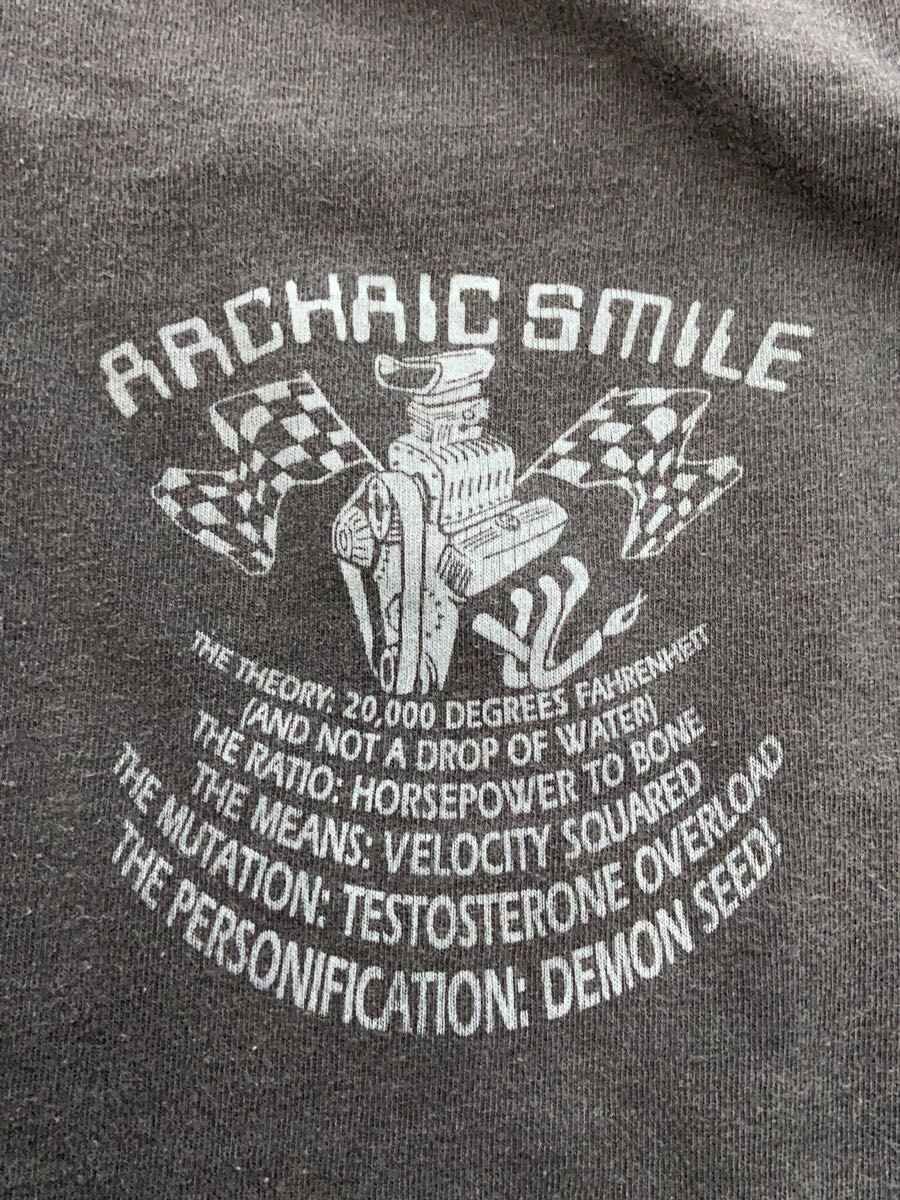 ARCHAIC SMILE
THE THEORY: 20,000 DEGREES FAHRENHEIT
(AND NOT A DROP OF WATER)
THE RATIO: HORSEPOWER TO BONE
THE MEANS: VELOCITY SQUARED
THE MUTATION: TESTOSTERONE OVERLOAD
THE PERSONIFICATION: DEMON SEED!